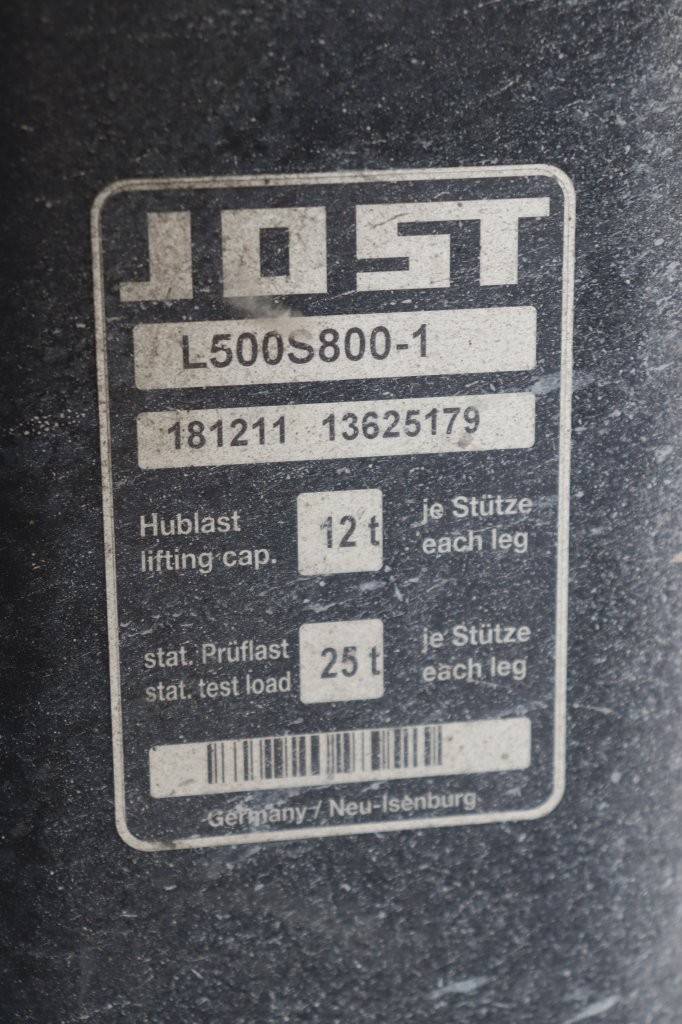 JOST
L500S800-1
181211 13625179
Hublast 12 t je Stütze
lifting cap. each leg
stat. Prüflast 25 t je Stütze
stat. test load each leg
Germany / Neu-Isenburg